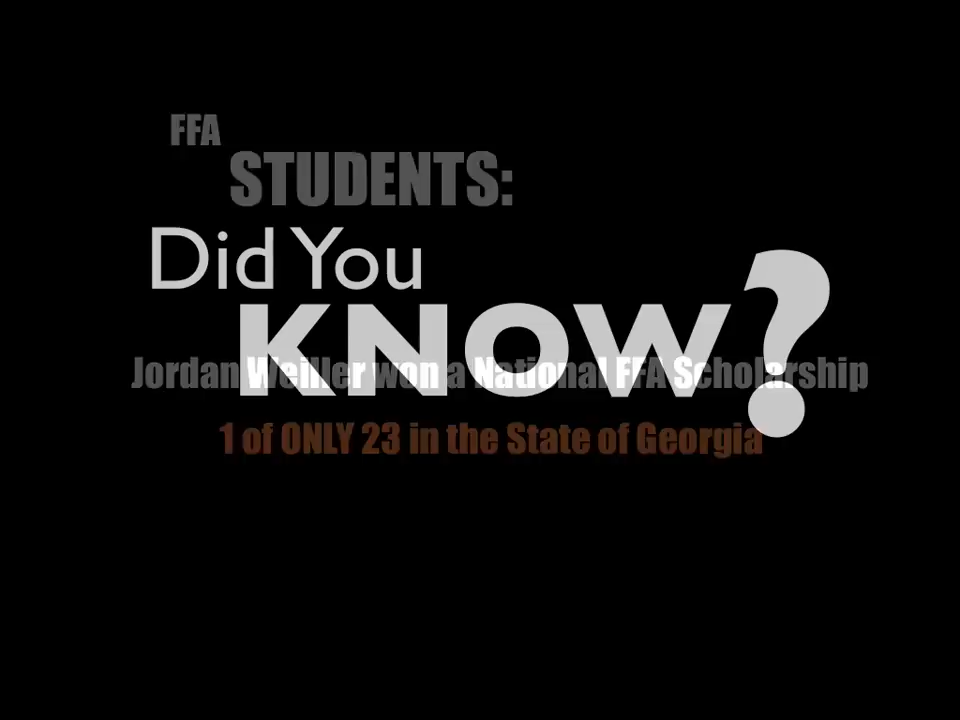 FFA
STUDENTS:
Did You
KNOW?
Jordan Weiller won a National FFA Scholarship
1 of ONLY 23 in the State of Georgia